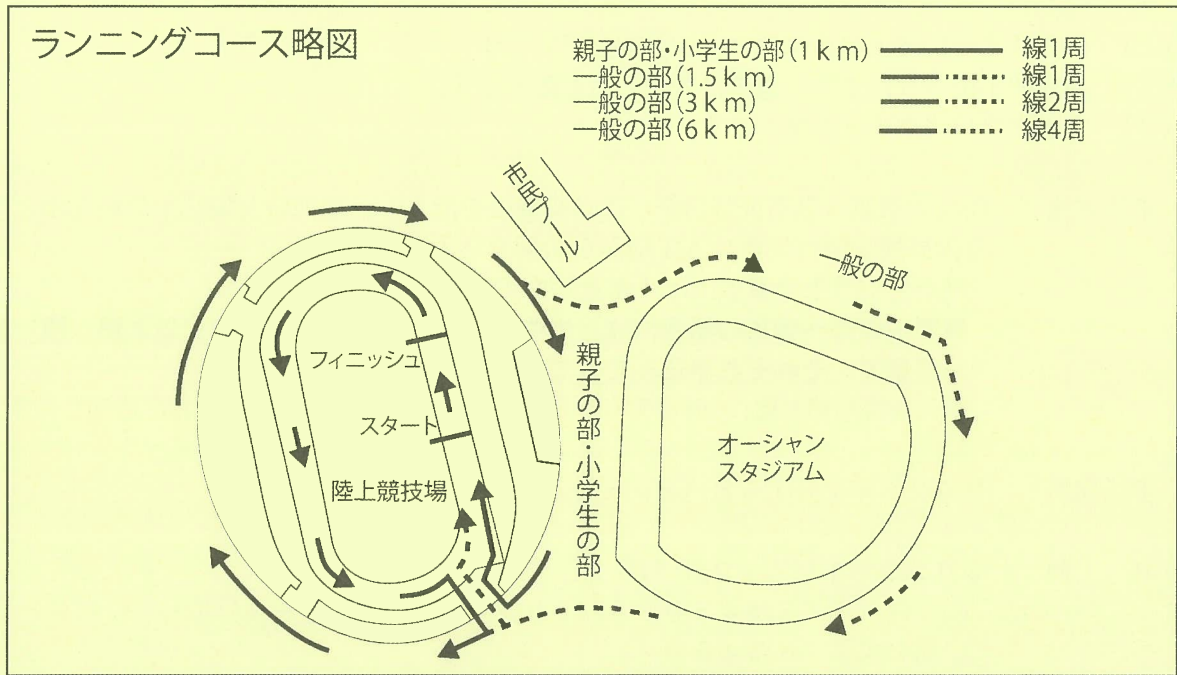 ランニングコース略図
親子の部・小学生の部(1km) 線1周
一般の部(1.5km) 線1周
一般の部(3km) 線2周
一般の部(6km) 線4周
市民プール
一般の部
フィニッシュ
親子の部・小学生の部
スタート
オーシャン
スタジアム
陸上競技場